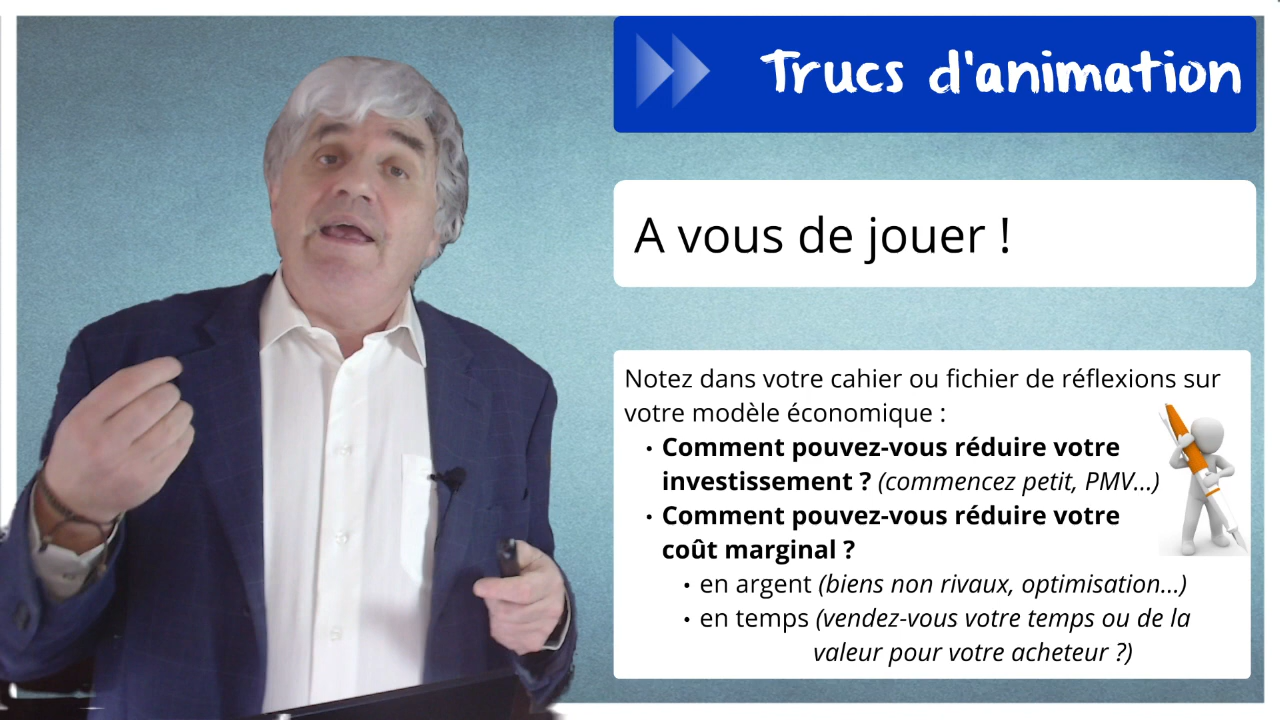 Trucs d'animation
A vous de jouer !
Notez dans votre cahier ou fichier de réflexions sur
votre modèle économique :
• Comment pouvez-vous réduire votre
investissement ? (commencez petit, PMV...)
• Comment pouvez-vous réduire votre
coût marginal ?
• en argent (biens non rivaux, optimisation...)
• en temps (vendez-vous votre temps ou de la
valeur pour votre acheteur ?)